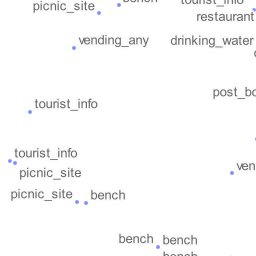 picnic_site
bench
tourist_info
restaurant
vending_any
drinking_water
post_bo
tourist_info
tourist_info
picnic_site
ven
picnic_site
bench
bench
bench
bench